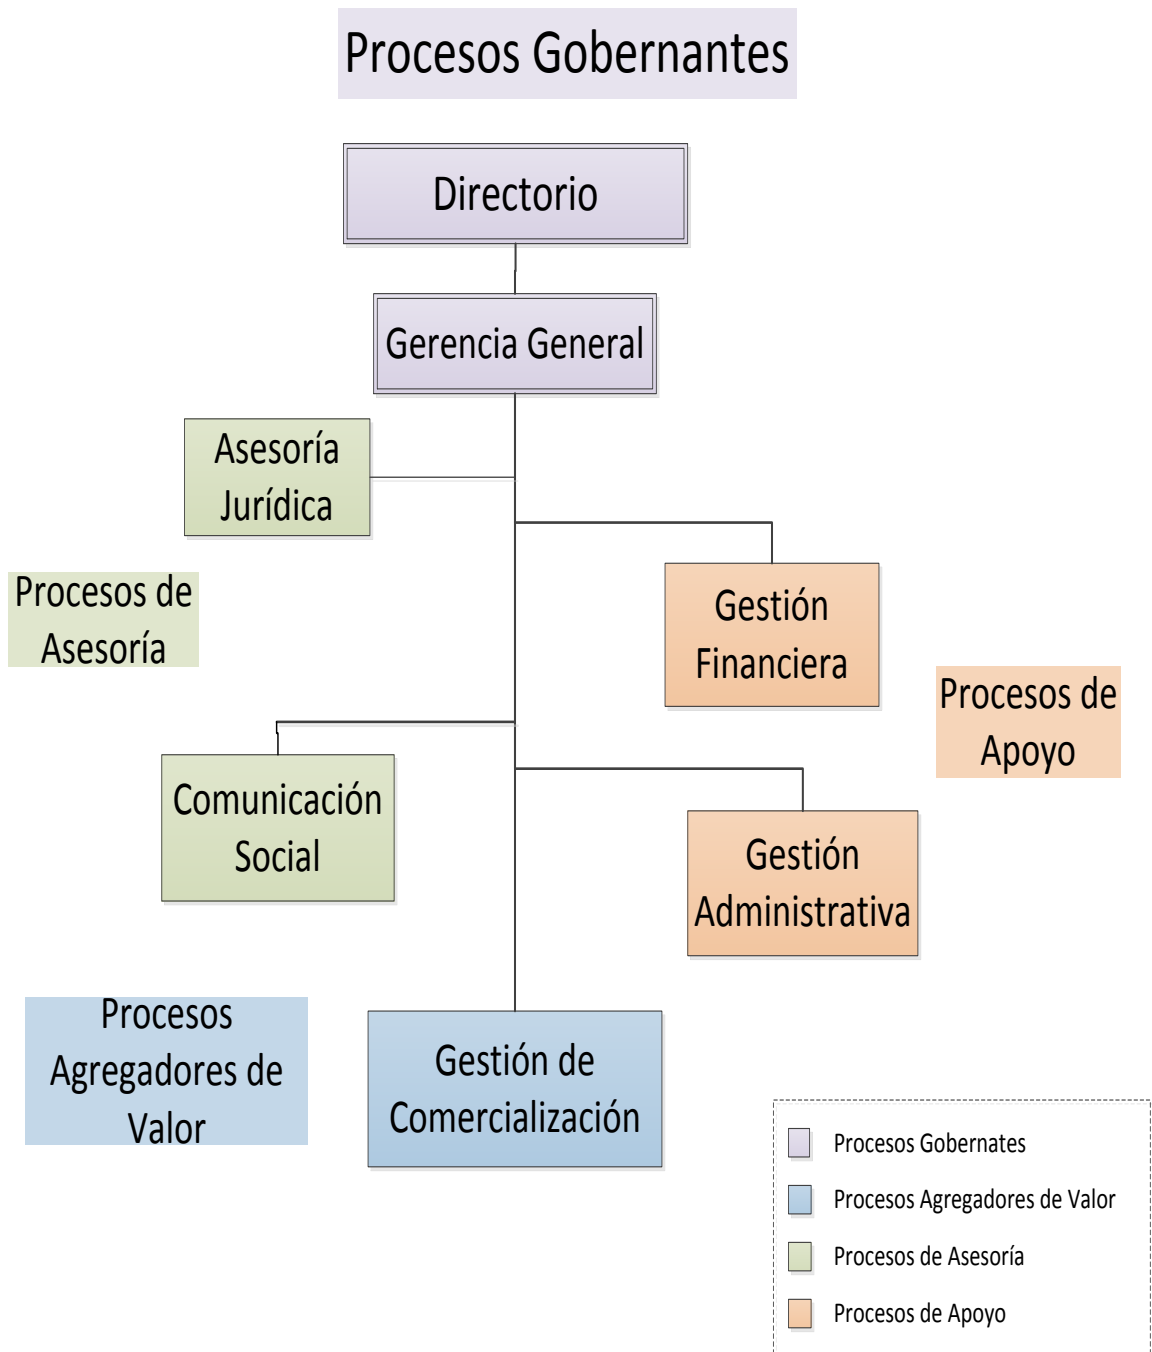 Procesos Gobernantes
Directorio
Gerencia General
Asesoría
Jurídica
Procesos de
Asesoría
Gestión
Financiera
Procesos de
Apoyo
Comunicación
Social
Gestión
Administrativa
Procesos
Agregadores de
Valor
Gestión de
Comercialización
Procesos Gobernates
Procesos Agregadores de Valor
Procesos de Asesoría
Procesos de Apoyo